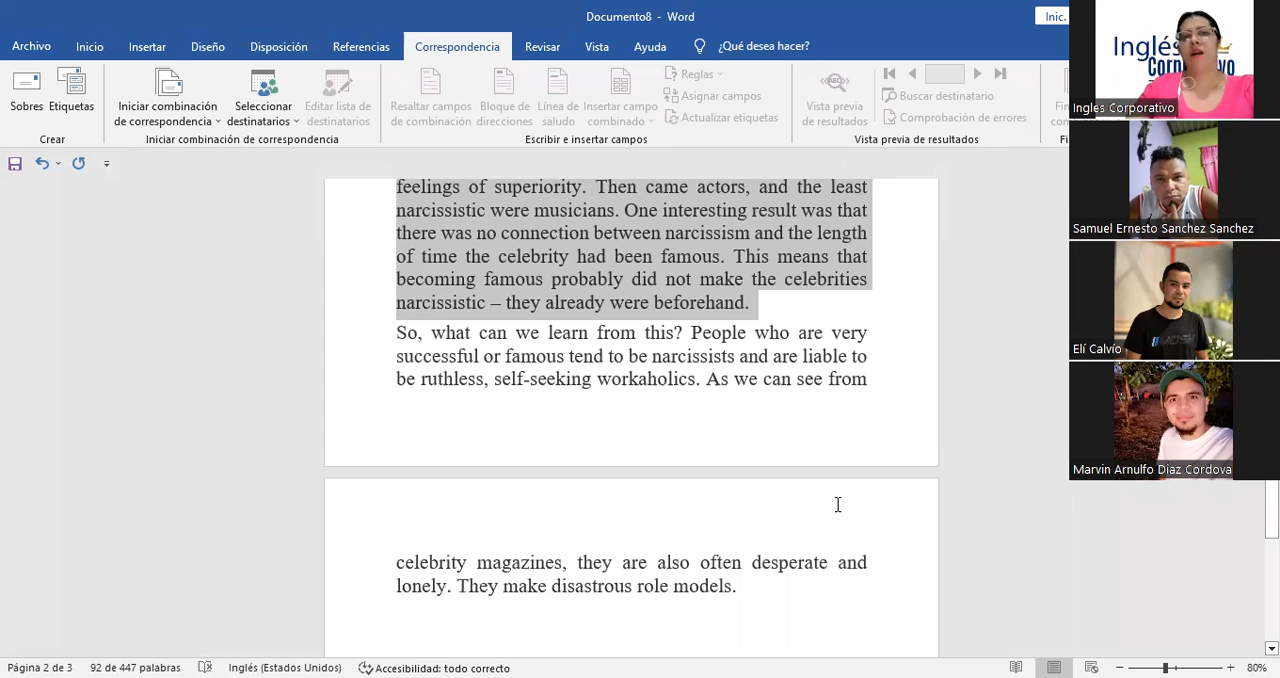 Documento8 - Word
Inic.
Archivo Inicio Insertar Diseño Disposición Referencias Correspondencia Revisar Vista Ayuda ¿Qué desea hacer?
Sobres Etiquetas
Crear
Iniciar combinación de correspondencia
Seleccionar destinatarios
Editar lista de destinatarios
Iniciar combinación de correspondencia
Resaltar campos de combinación
Bloque de direcciones
Línea de saludo
Insertar campo combinado
Reglas
Asignar campos
Actualizar etiquetas
Escribir e insertar campos
Vista previa de resultados
ABC
Buscar destinatario
Comprobación de errores
Vista previa de resultados
Fin
co
Fi
Inglés
Corporativo
Ingles Corporativo
Samuel Ernesto Sanchez Sanchez
Elí Calvío
Marvin Arnulfo Diaz Cordova
feelings of superiority. Then came actors, and the least
narcissistic were musicians. One interesting result was that
there was no connection between narcissism and the length
of time the celebrity had been famous. This means that
becoming famous probably did not make the celebrities
narcissistic – they already were beforehand.
So, what can we learn from this? People who are very
successful or famous tend to be narcissists and are liable to
be ruthless, self-seeking workaholics. As we can see from
celebrity magazines, they are also often desperate and
lonely. They make disastrous role models.
Página 2 de 3 92 de 447 palabras Inglés (Estados Unidos) Accesibilidad: todo correcto 80%